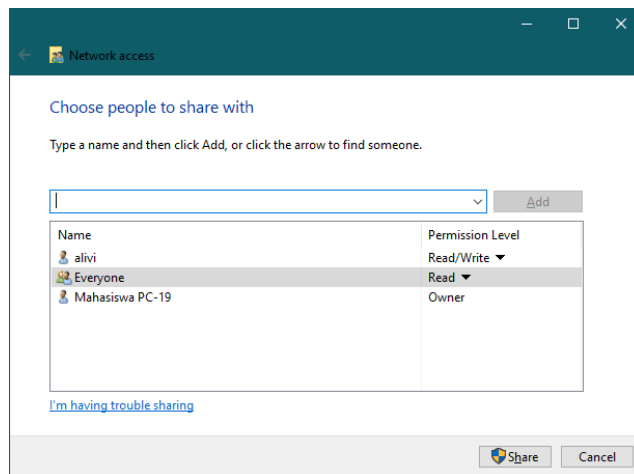 Network access
Choose people to share with
Type a name and then click Add, or click the arrow to find someone.
Add
Name Permission Level
alivi Read/Write
Everyone Read
Mahasiswa PC-19 Owner
I'm having trouble sharing
Share Cancel